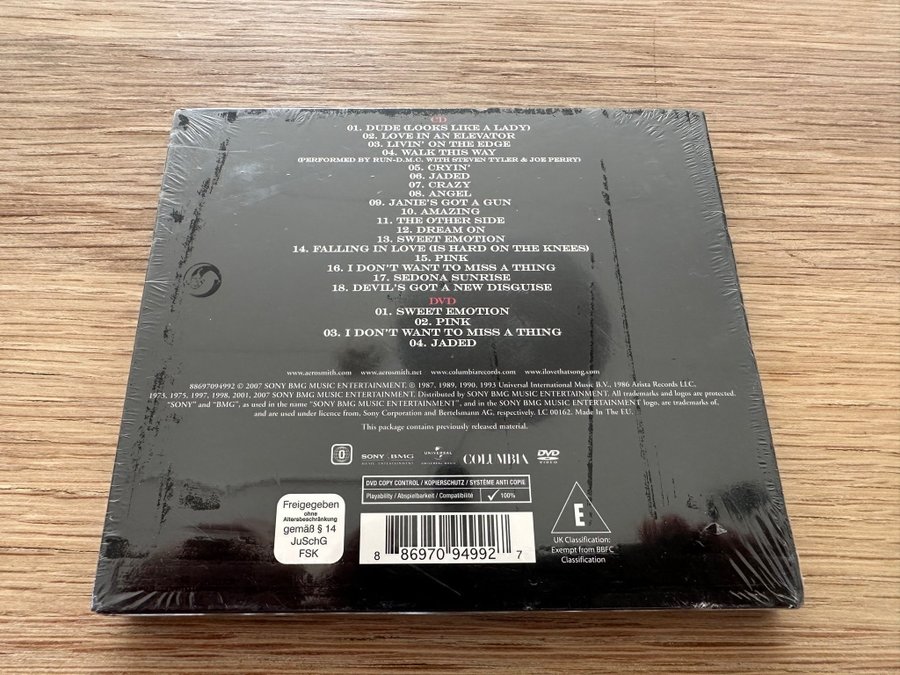 CD
01. DUDE (LOOKS LIKE A LADY)
02. LOVE IN AN ELEVATOR
03. LIVIN' ON THE EDGE
04. WALK THIS WAY
(PERFORMED BY RUN-D.M.C. WITH STEVEN TYLER & JOE PERRY)
05. CRYIN'
06. JADED
07. CRAZY
08. ANGEL
09. JANIE'S GOT A GUN
10. AMAZING
11. THE OTHER SIDE
12. DREAM ON
13. SWEET EMOTION
14. FALLING IN LOVE (IS HARD ON THE KNEES)
15. PINK
16. I DON'T WANT TO MISS A THING
17. SEDONA SUNRISE
18. DEVIL'S GOT A NEW DISGUISE
DVD
01. SWEET EMOTION
02. PINK
03. I DON'T WANT TO MISS A THING
04. JADED
www.aerosmith.com www.aerosmith.net www.columbiarecords.com www.ilovethatsong.com
88697094992 © 2007 SONY BMG MUSIC ENTERTAINMENT. ℗ 1987, 1989, 1990, 1993 Universal International Music B.V., 1986 Arista Records LLC,
1973, 1975, 1997, 1998, 2001, 2007 SONY BMG MUSIC ENTERTAINMENT. Distributed by SONY BMG MUSIC ENTERTAINMENT. All trademarks and logos are protected.
"SONY" and "BMG", as used in the name "SONY BMG MUSIC ENTERTAINMENT", and in the SONY BMG MUSIC ENTERTAINMENT logo, are trademarks of,
and are used under licence from, Sony Corporation and Bertelsmann AG, respectively. LC 00162. Made In The EU.
This package contains previously released material.
0 SONY BMG MUSIC ENTERTAINMENT UNIVERSAL UNIVERSAL MUSIC COLUMBIA DVD VIDEO
DVD COPY CONTROL / KOPIERSCHUTZ / SYSTÈME ANTI COPIE
Playability / Abspielbarkeit / Compatibilité ✓ 100%
Freigegeben
ohne
Altersbeschränkung
gemäß § 14
JuSchG
FSK
8 86970 94992 7
E
UK Classification:
Exempt from BBFC
Classification